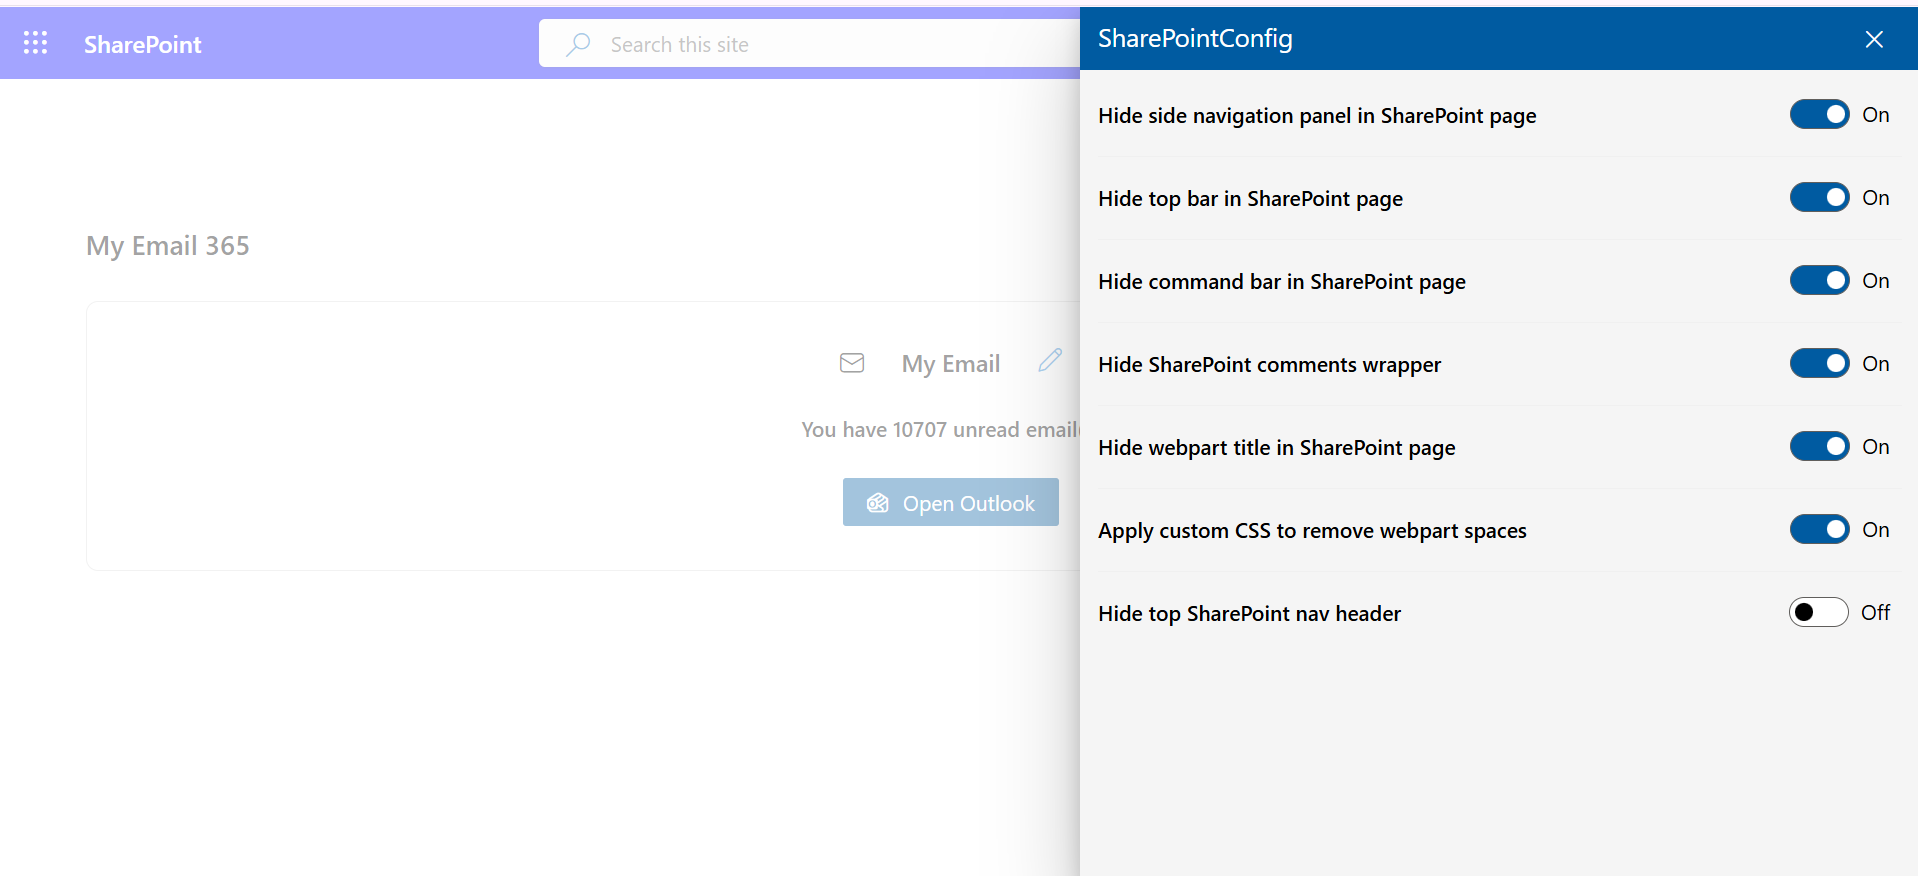 SharePoint
Search this site
My Email 365
My Email
You have 10707 unread email
Open Outlook
SharePointConfig
Hide side navigation panel in SharePoint page On
Hide top bar in SharePoint page On
Hide command bar in SharePoint page On
Hide SharePoint comments wrapper On
Hide webpart title in SharePoint page On
Apply custom CSS to remove webpart spaces On
Hide top SharePoint nav header Off